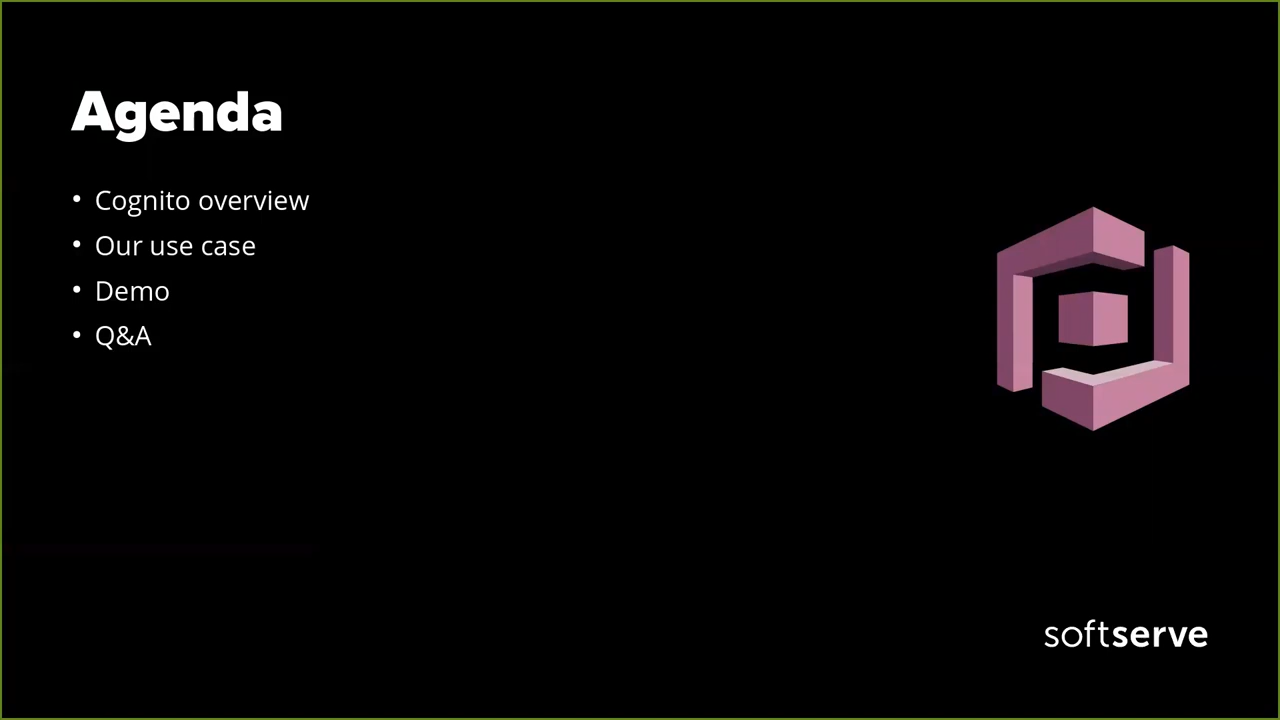 Agenda
• Cognito overview
• Our use case
• Demo
• Q&A
softserve